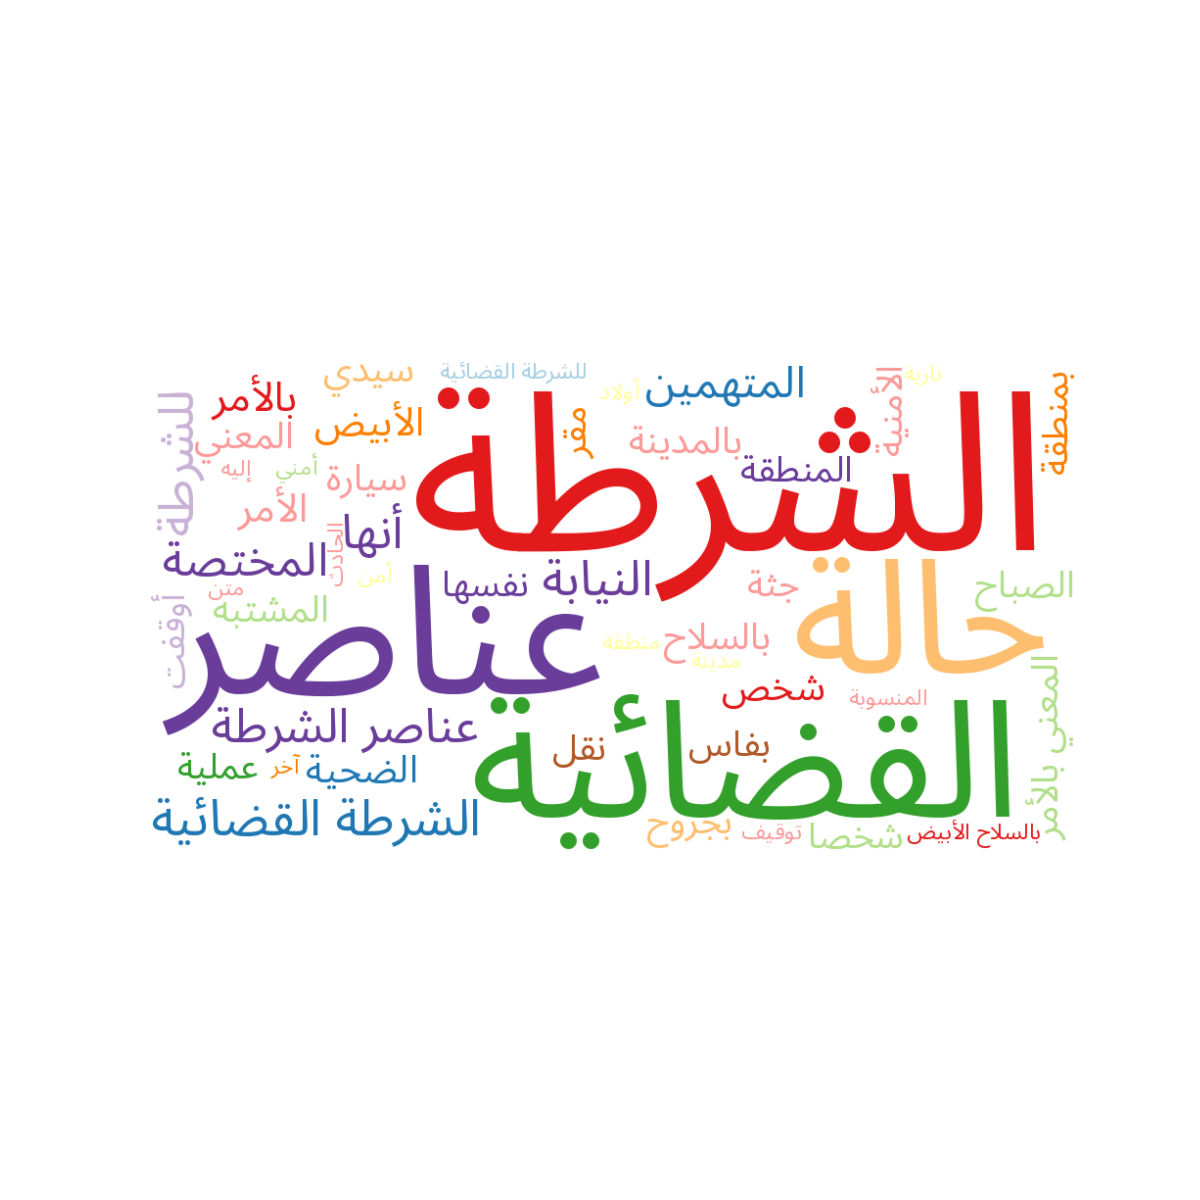 للشرطة القضائية
سيدي
نارية
المتهمين
الأمنية
بمنطقة
أولاد
بالأمر
للشرطة
الأبيض
مقر
الشرطة
المعني
بالمدينة
المنطقة
إليه
أمني
سيارة
الأمر
أنها
الحادث
المختصة
أمن
النيابة
نفسها
جثة
حالة
الصباح
متن
المشتبه
أوقفت
عناصر
بالسلاح
منطقة
مدينة
شخص
المنسوبة
المعني بالأمر
عناصر الشرطة
القضائية
بفاس
نقل
عملية
آخر
الضحية
الشرطة القضائية
بجروح
توقيف
شخصا
بالسلاح الأبيض